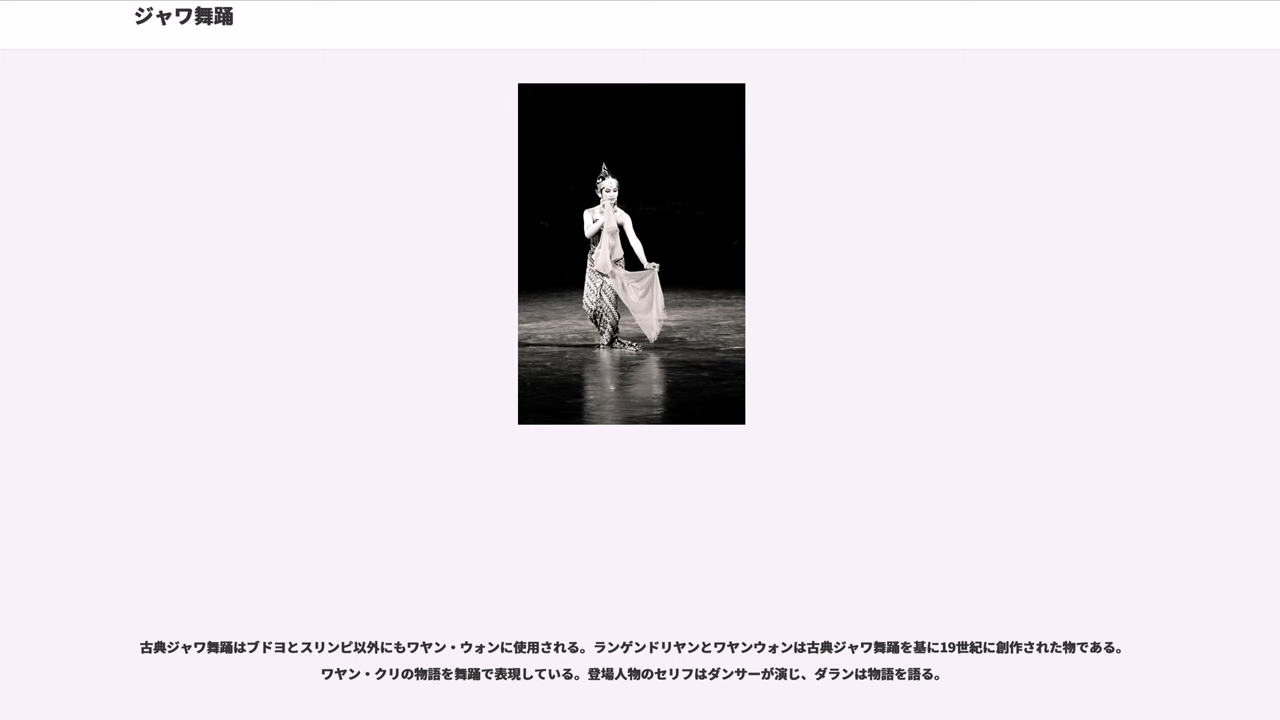 ジャワ舞踊
古典ジャワ舞踊はブドヨとスリンピ以外にもワヤン・ウォンに使用される。ランゲンドリヤンとワヤンウォンは古典ジャワ舞踊を基に19世紀に創作された物である。
ワヤン・クリの物語を舞踊で表現している。登場人物のセリフはダンサーが演じ、ダランは物語を語る。